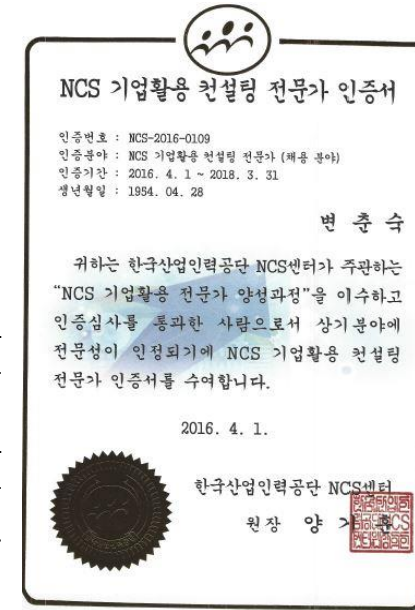 NCS 기업활용 컨설팅 전문가 인증서
인증번호 : NCS-2016-0109
인증분야 : NCS 기업활용 컨설팅 전문가 (채용 분야)
인증기간 : 2016. 4. 1 ~ 2018. 3. 31
생년월일 : 1954. 04. 28
변 춘 숙
귀하는 한국산업인력공단 NCS센터가 주관하는
“NCS 기업활용 전문가 양성과정”을 이수하고
인증심사를 통과한 사람으로서 상기분야에
전문성이 인정되기에 NCS 기업활용 컨설팅
전문가 인증서를 수여합니다.
2016. 4. 1.
한국산업인력공단 NCS센터
원장 양